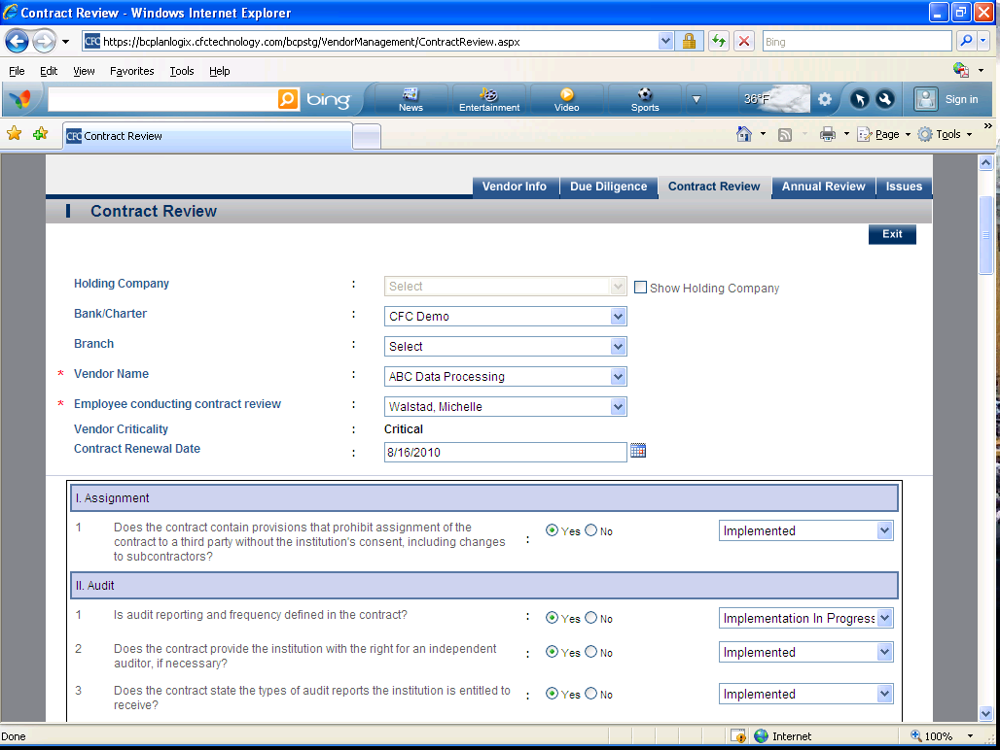 Contract Review - Windows Internet Explorer
CFC https://bcplanlogix.cfctechnology.com/bcpstg/VendorManagement/ContractReview.aspx Bing
File Edit View Favorites Tools Help
bing News Entertainment Video Sports 36°F Sign in
CFC Contract Review Page Tools »
Vendor Info Due Diligence Contract Review Annual Review Issues
Contract Review
Exit
Holding Company : Select Show Holding Company
Bank/Charter : CFC Demo
Branch : Select
* Vendor Name : ABC Data Processing
* Employee conducting contract review : Walstad, Michelle
Vendor Criticality : Critical
Contract Renewal Date : 8/16/2010
I. Assignment
1 Does the contract contain provisions that prohibit assignment of the
contract to a third party without the institution's consent, including changes
to subcontractors?
: Yes No Implemented
II. Audit
1 Is audit reporting and frequency defined in the contract? : Yes No Implementation In Progress
2 Does the contract provide the institution with the right for an independent
auditor, if necessary?
: Yes No Implemented
3 Does the contract state the types of audit reports the institution is entitled to
receive?
: Yes No Implemented
Done Internet 100%